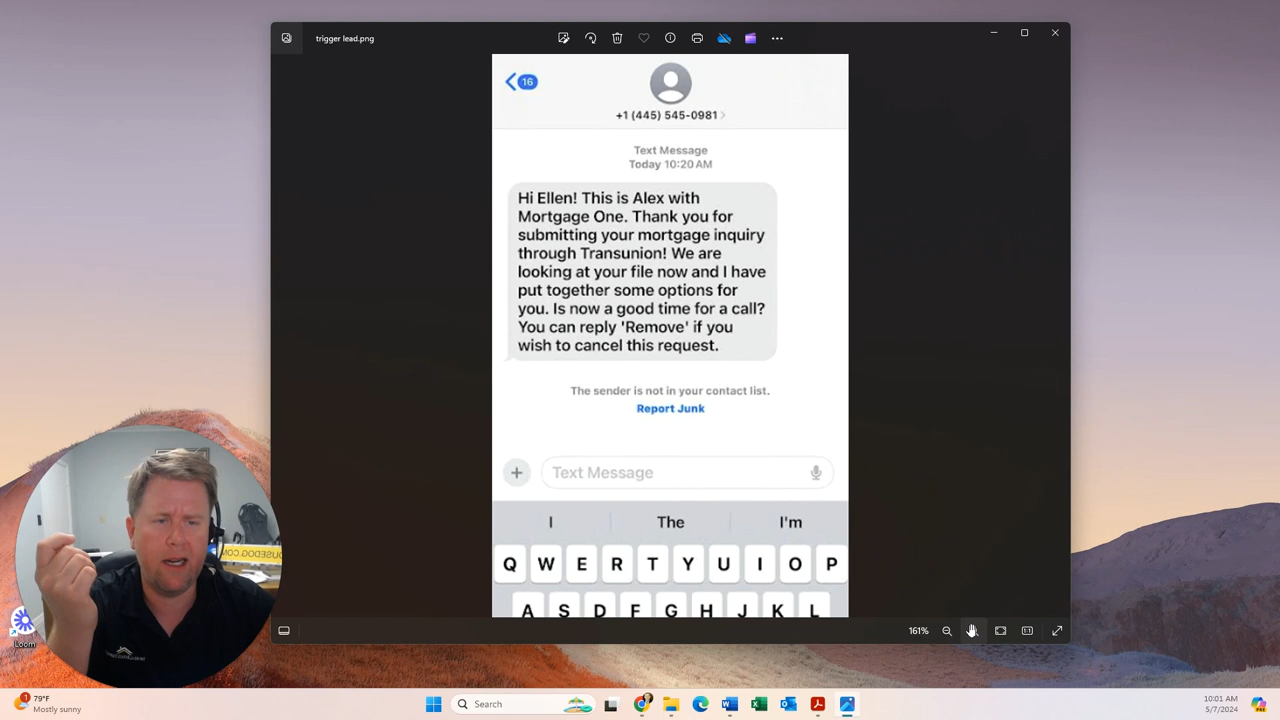 trigger lead.png
16
+1 (445) 545-0981
Text Message
Today 10:20 AM
Hi Ellen! This is Alex with
Mortgage One. Thank you for
submitting your mortgage inquiry
through Transunion! We are
looking at your file now and I have
put together some options for
you. Is now a good time for a call?
You can reply 'Remove' if you
wish to cancel this request.
The sender is not in your contact list.
Report Junk
Text Message
I The I'm
Q W E R T Y U I O P
A S D F G H J K L
161%
Loom
1
79°F
Mostly sunny
Search
10:01 AM
5/7/2024